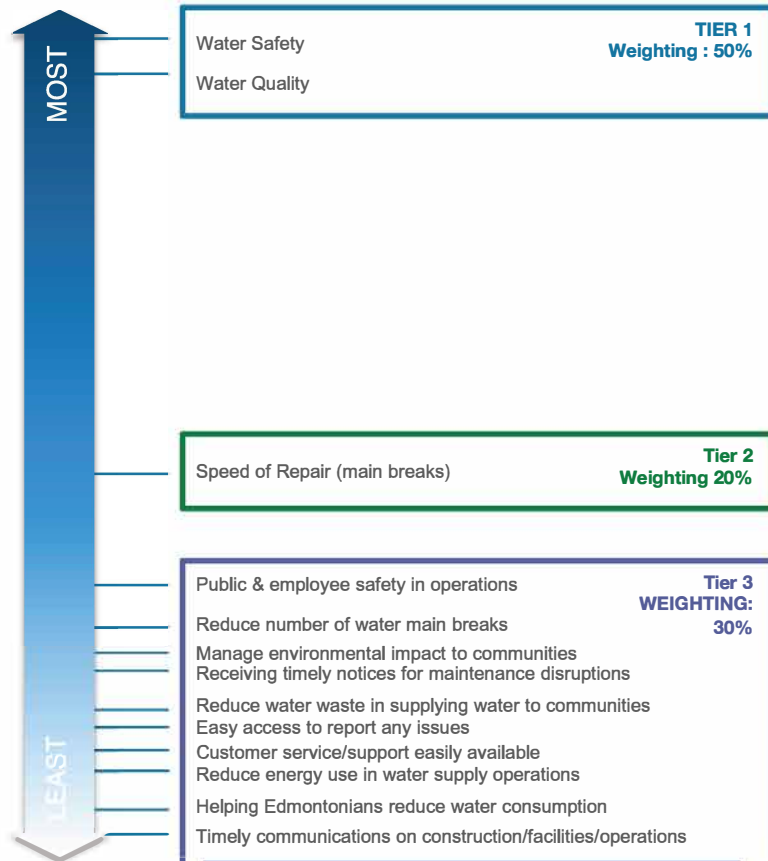 MOST
Water Safety
TIER 1
Weighting : 50%
Water Quality
Speed of Repair (main breaks)
Tier 2
Weighting 20%
Public & employee safety in operations
Tier 3
WEIGHTING:
30%
Reduce number of water main breaks
Manage environmental impact to communities
Receiving timely notices for maintenance disruptions
Reduce water waste in supplying water to communities
Easy access to report any issues
Customer service/support easily available
Reduce energy use in water supply operations
Helping Edmontonians reduce water consumption
Timely communications on construction/facilities/operations
LEAST